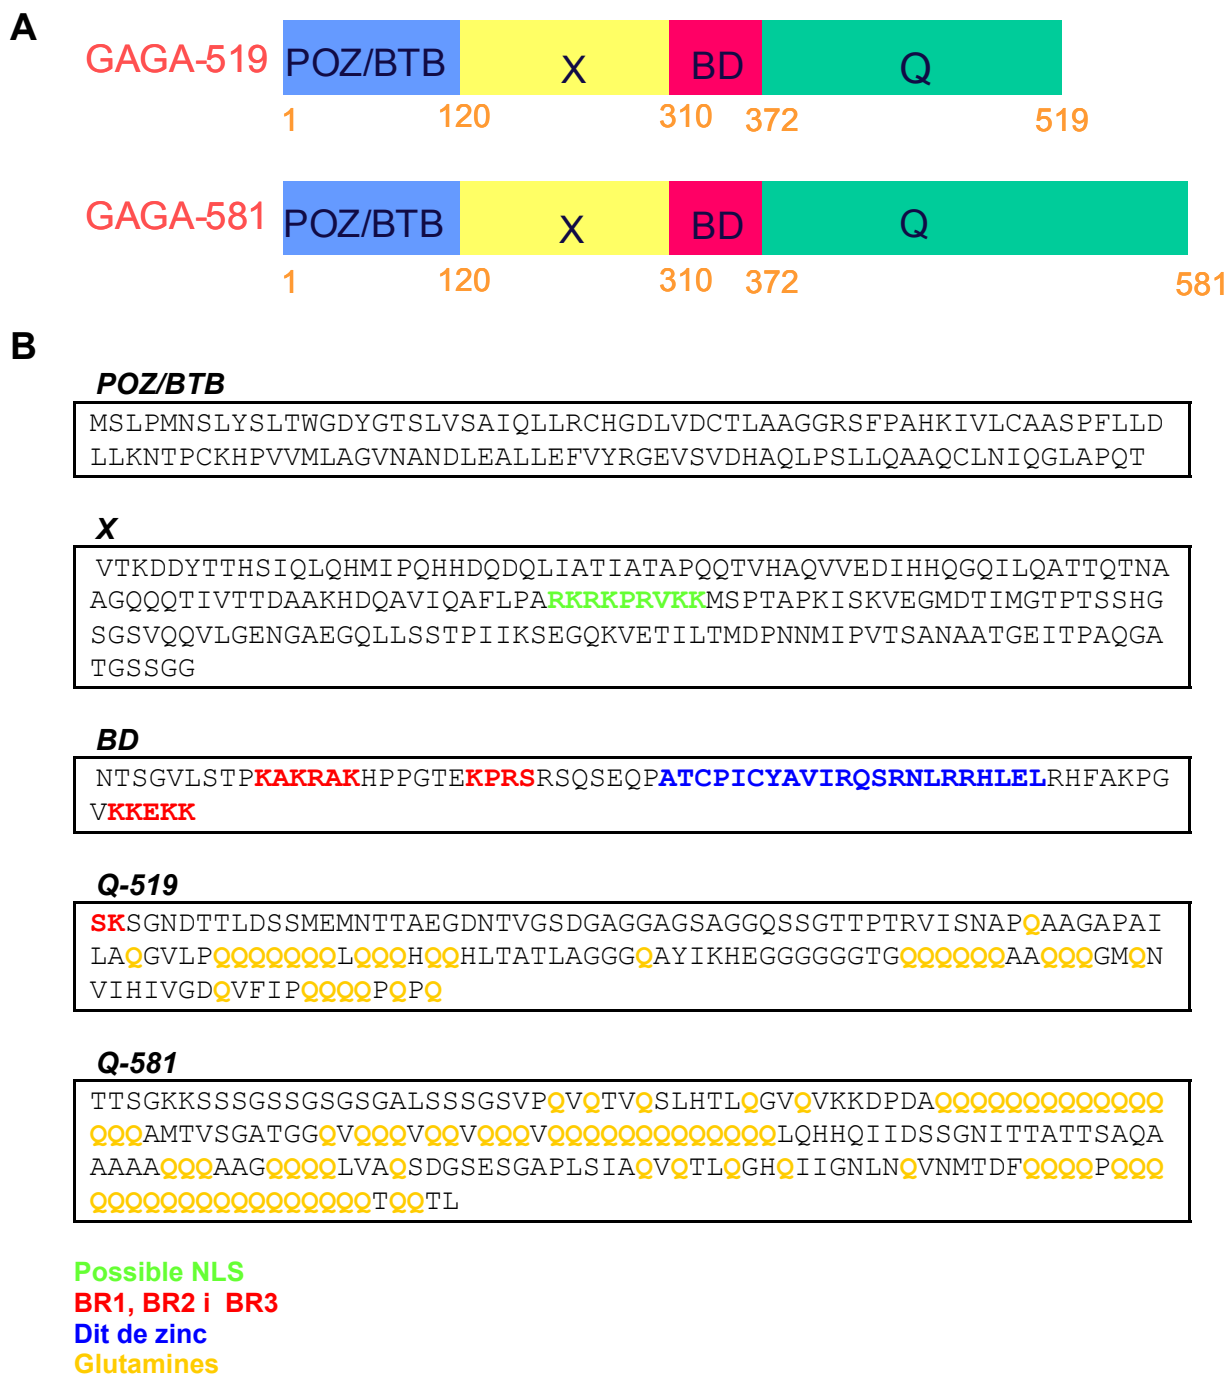 A
GAGA-519 POZ/BTB X BD Q
1 120 310 372 519
GAGA-581 POZ/BTB X BD Q
1 120 310 372 581
B
POZ/BTB
MSLPMNSLYSLTWGDYGTSLVSAIQLLRCHGDLVDCTLAAGGRSFPAHKIVLCAASPFLLD
LLKNTPCKHPVVMLAGVNANDLEALLEFVYRGEVSVDHAQLPSLLQAAQCLNIQGLAPQT
X
VTKDDYTTHSIQLQHMIPQHHDQDQLIATIATAPQQTVHAQVVEDIHHQGQILQATTQTNA
AGQQQTIVTTDAAKHDQAVIQAFLPARKRKPRVKKMSPTAPKISKVEGMDTIMGTPTSSHG
SGSVQQVLGENGAEGQLLSSTPIIKSEGQKVETILTMDPNNMIPVTSANAATGEITPAQGA
TGSSGG
BD
NTSGVLSTPKAKRAKHPPGTEKPRSRSQSEQPATCPICYAVIRQSRNLRRHLELRHFAKPG
VKKEKK
Q-519
SKSGNDTTLDSSMEMNTTAEGDNTVGSDGAGGAGSAGGQSSGTTPTRVISNAPQAAGAPAI
LAQGVLPQQQQQQQLQQQHQQHLTATLAGGGQAYIKHEGGGGGGTGQQQQQQAAQQQGMQN
VIHIVGDQVFIPQQQQPQPQ
Q-581
TTSGKKSSSGSSGSGSGALSSSGSVPQVQTVQSLHTLQGVQVKKDPDAQQQQQQQQQQQQQ
QQQAMTVSGATGGQVQQQVQQVQQQVQQQQQQQQQQQQQLQHHQIIDSSGNITTATTSAQA
AAAAQQQAAGQQQQLVAQSDGSESGAPLSIAQVQTLQGHQIIGNLNQVNMTDFQQQQPQQQ
QQQQQQQQQQQQQQQQTQQTL
Possible NLS
BR1, BR2 i BR3
Dit de zinc
Glutamines